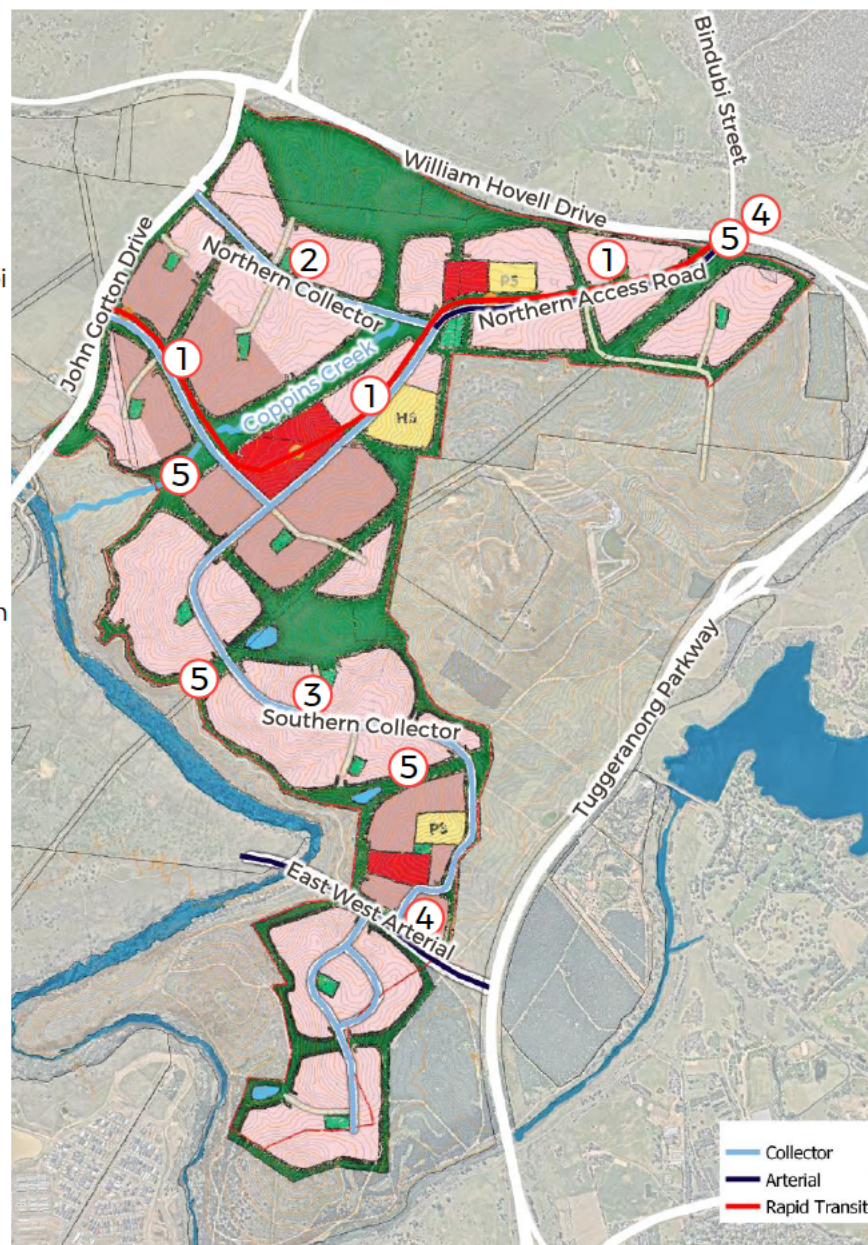 Bindubi Street
William Hovell Drive
4
5
2
1
PS
John Gorton Drive
Northern Collector
Northern Access Road
i
Coppins Creek
1
1
HS
5
n
5
3
Southern Collector
Tuggeranong Parkway
5
PS
East West Arterial
4
Collector
Arterial
Rapid Transit